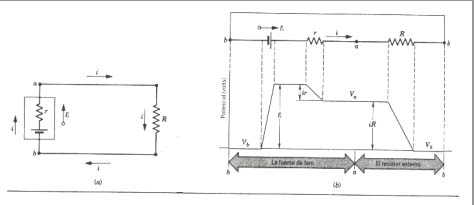 a
i
i
r
ℰ
i
R
b
i
(a)
ℰ
r
i
R
b
a
b
Potencial (volts)
ir
V_a
ℰ
iR
V_b
V_b
La fuente de fem
El resistor externo
b
a
b
(b)